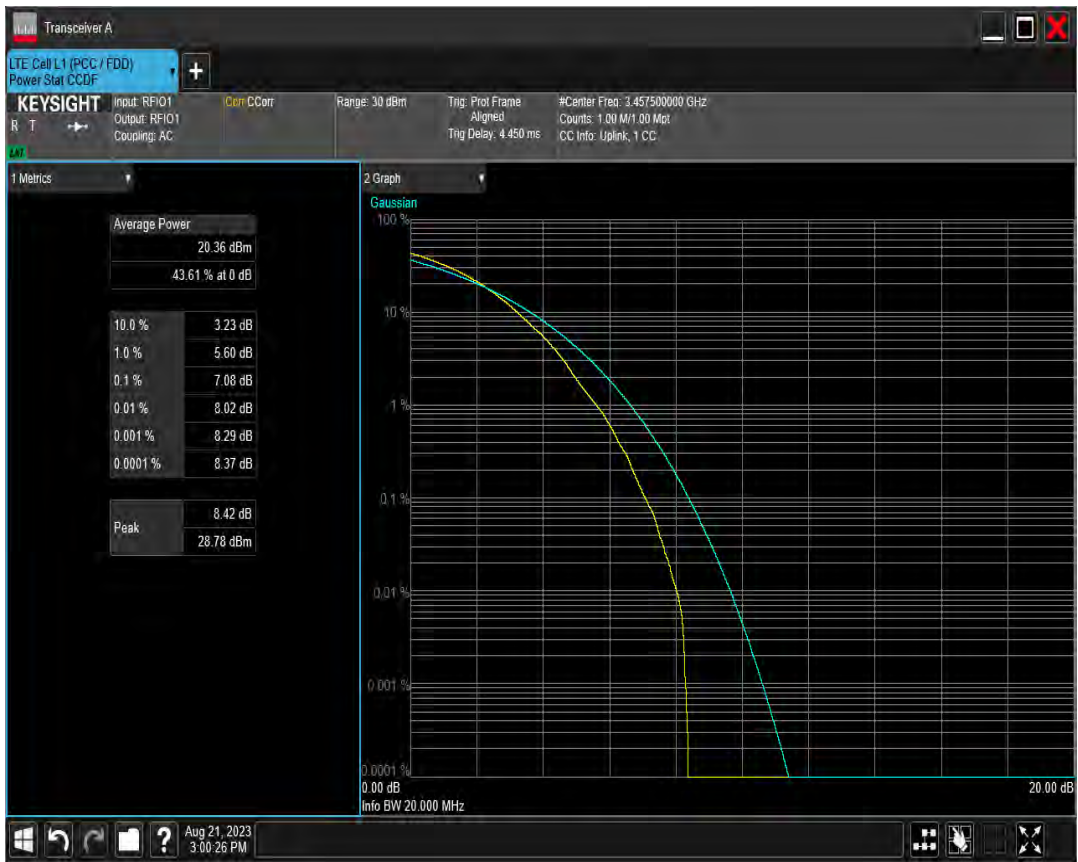 Transceiver A
LTE Cell L1 (PCC / FDD)
Power Stat CCDF
+
KEYSIGHT
R T
Input: RFIO1
Output: RFIO1
Coupling: AC
Corr CCorr
Range: 30 dBm
Trig: Prot Frame
Aligned
Trig Delay: 4.450 ms
#Center Freq: 3.457500000 GHz
Counts: 1.00 M/1.00 Mpt
CC Info: Uplink, 1 CC
1 Metrics
Average Power
20.36 dBm
43.61 % at 0 dB
10.0 % 3.23 dB
1.0 % 5.60 dB
0.1 % 7.08 dB
0.01 % 8.02 dB
0.001 % 8.29 dB
0.0001 % 8.37 dB
Peak
8.42 dB
28.78 dBm
2 Graph
Gaussian
100 %
10 %
1 %
0.1 %
0.01 %
0.001 %
0.0001 %
0.00 dB 20.00 dB
Info BW 20.000 MHz
?
Aug 21, 2023
3:00:26 PM